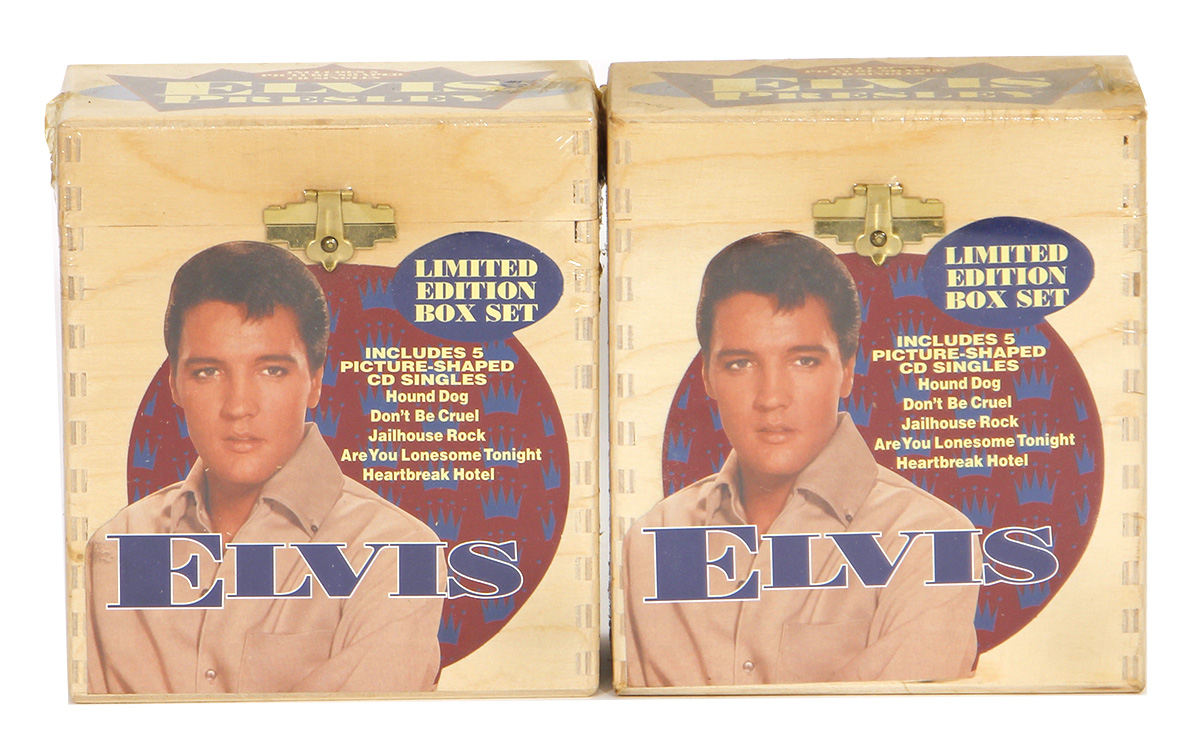 ELVIS
PRESLEY
LIMITED
EDITION
BOX SET
INCLUDES 5
PICTURE-SHAPED
CD SINGLES
Hound Dog
Don't Be Cruel
Jailhouse Rock
Are You Lonesome Tonight
Heartbreak Hotel
ELVIS
ELVIS
PRESLEY
LIMITED
EDITION
BOX SET
INCLUDES 5
PICTURE-SHAPED
CD SINGLES
Hound Dog
Don't Be Cruel
Jailhouse Rock
Are You Lonesome Tonight
Heartbreak Hotel
ELVIS